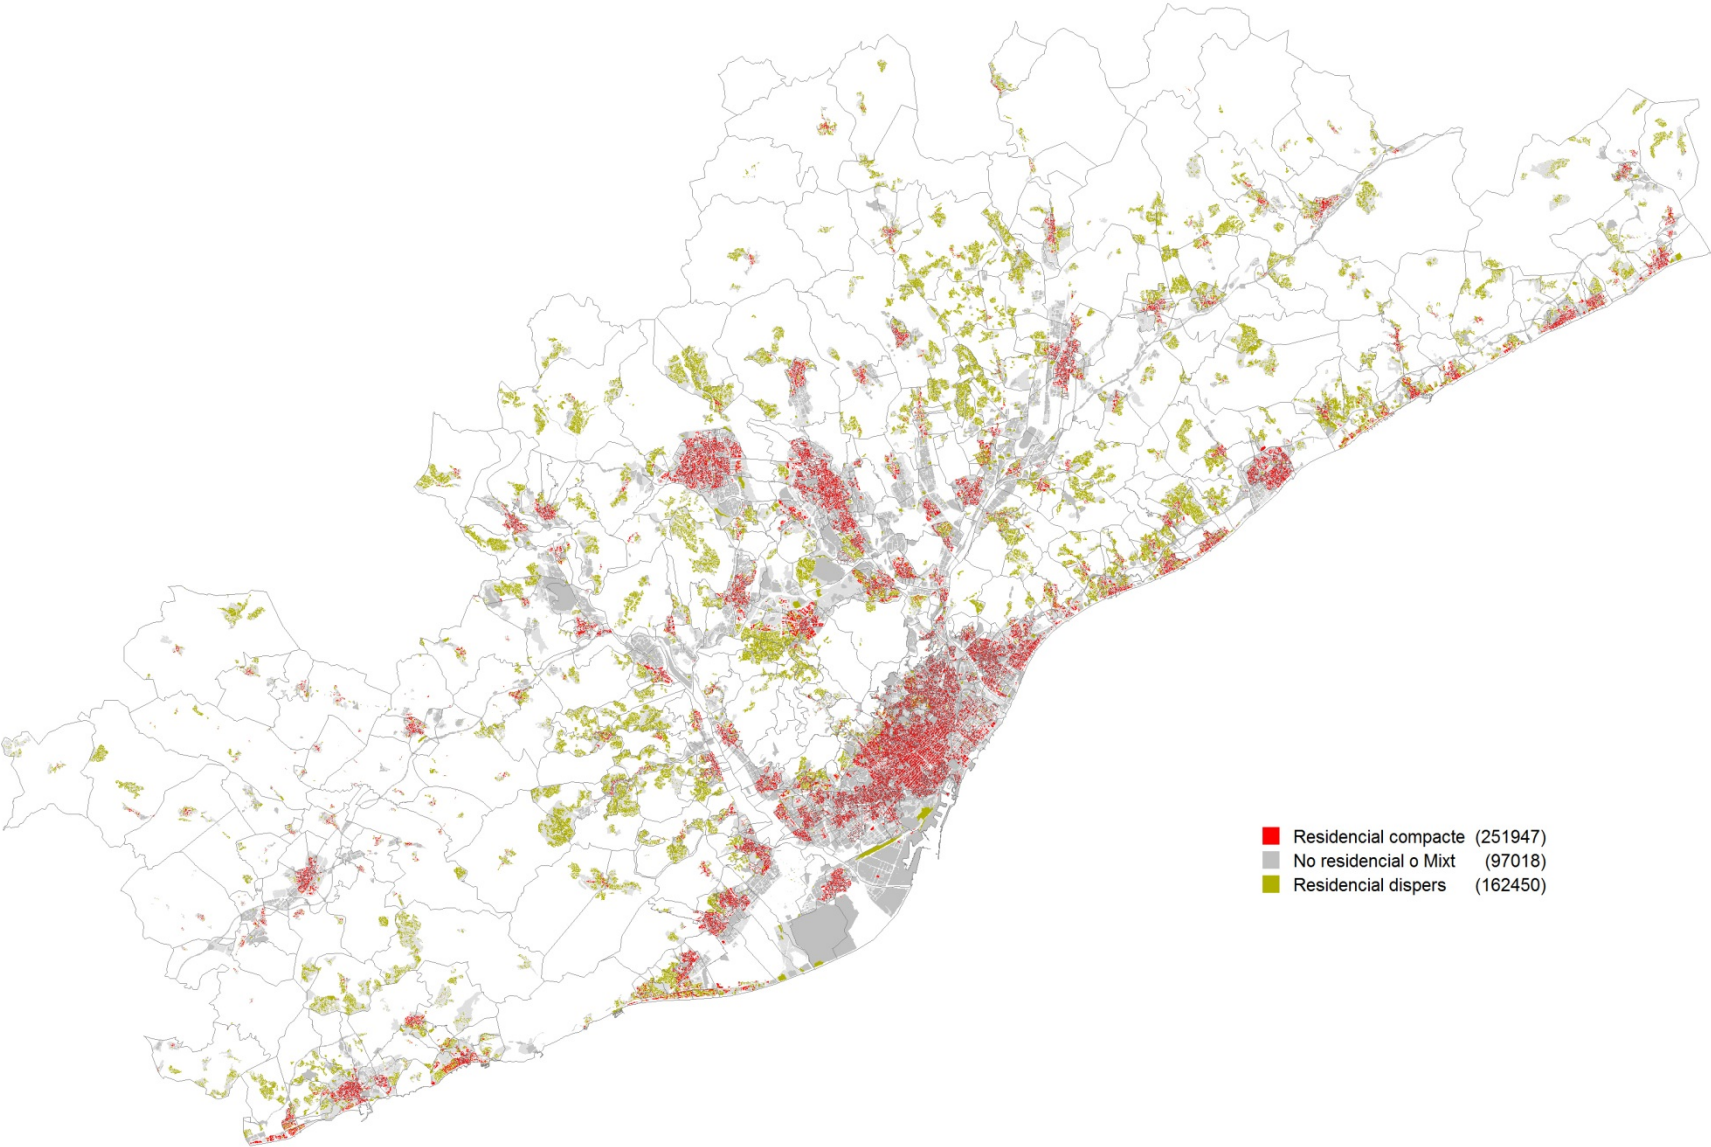 Residencial compacte (251947)
No residencial o Mixt (97018)
Residencial dispers (162450)